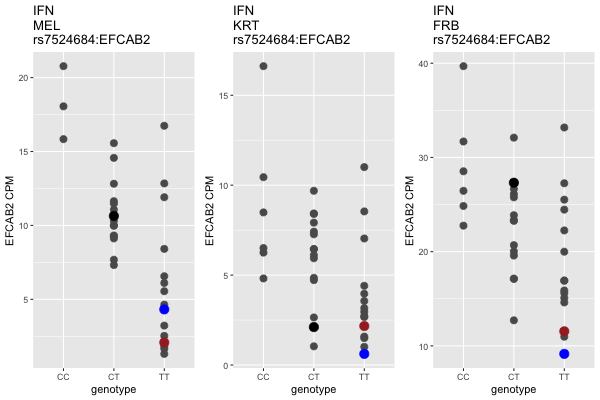 IFN
MEL
rs7524684:EFCAB2
EFCAB2 CPM
20
15
10
5
CC
CT
TT
genotype
IFN
KRT
rs7524684:EFCAB2
EFCAB2 CPM
15
10
5
0
CC
CT
TT
genotype
IFN
FRB
rs7524684:EFCAB2
EFCAB2 CPM
40
30
20
10
CC
CT
TT
genotype